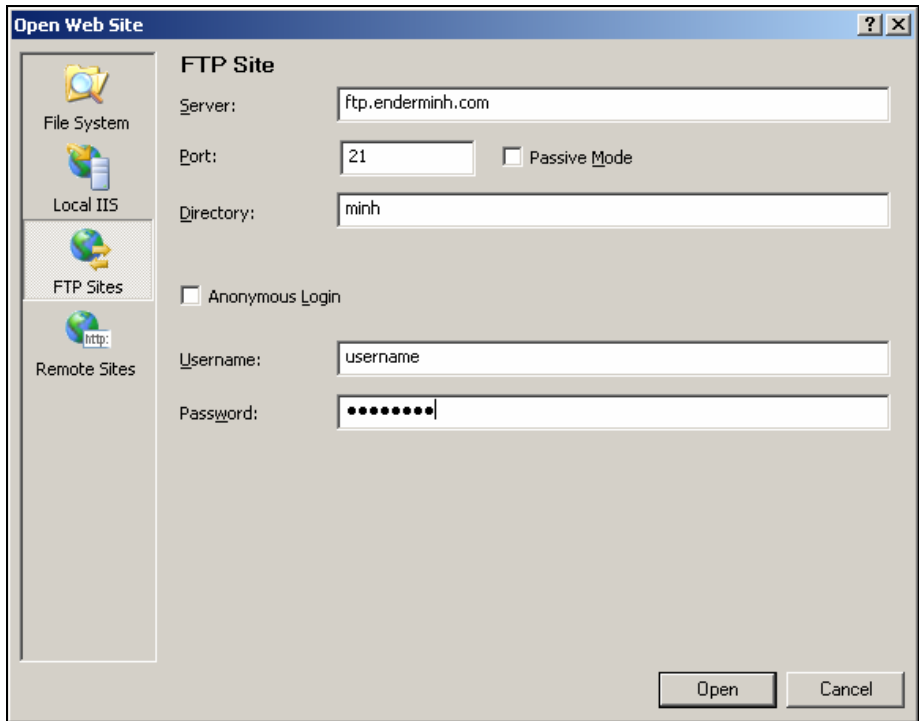 Open Web Site
File System
Local IIS
FTP Sites
http:
Remote Sites
FTP Site
Server: ftp.enderminh.com
Port: 21 Passive Mode
Directory: minh
Anonymous Login
Username: username
Password: ●●●●●●●●
Open Cancel